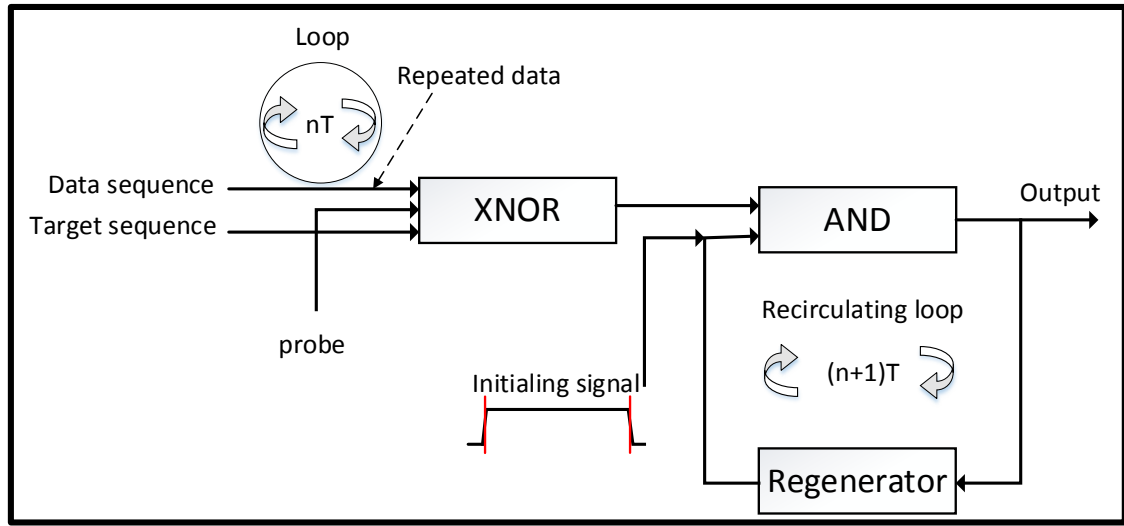 Loop
Repeated data
nT
Data sequence
Target sequence
XNOR
AND
Output
probe
Recirculating loop
(n+1)T
Initialing signal
Regenerator